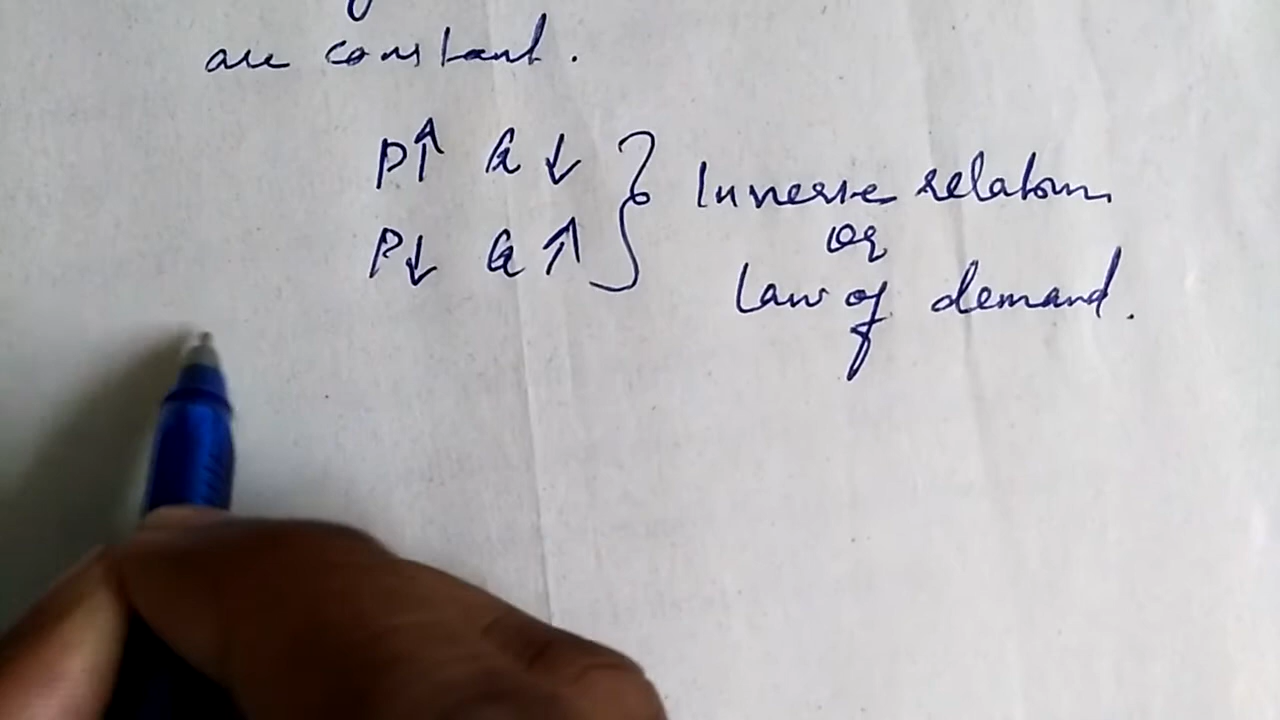 are constant.
P↑ Q↓
P↓ Q↑
Inverse relation
or
Law of demand.